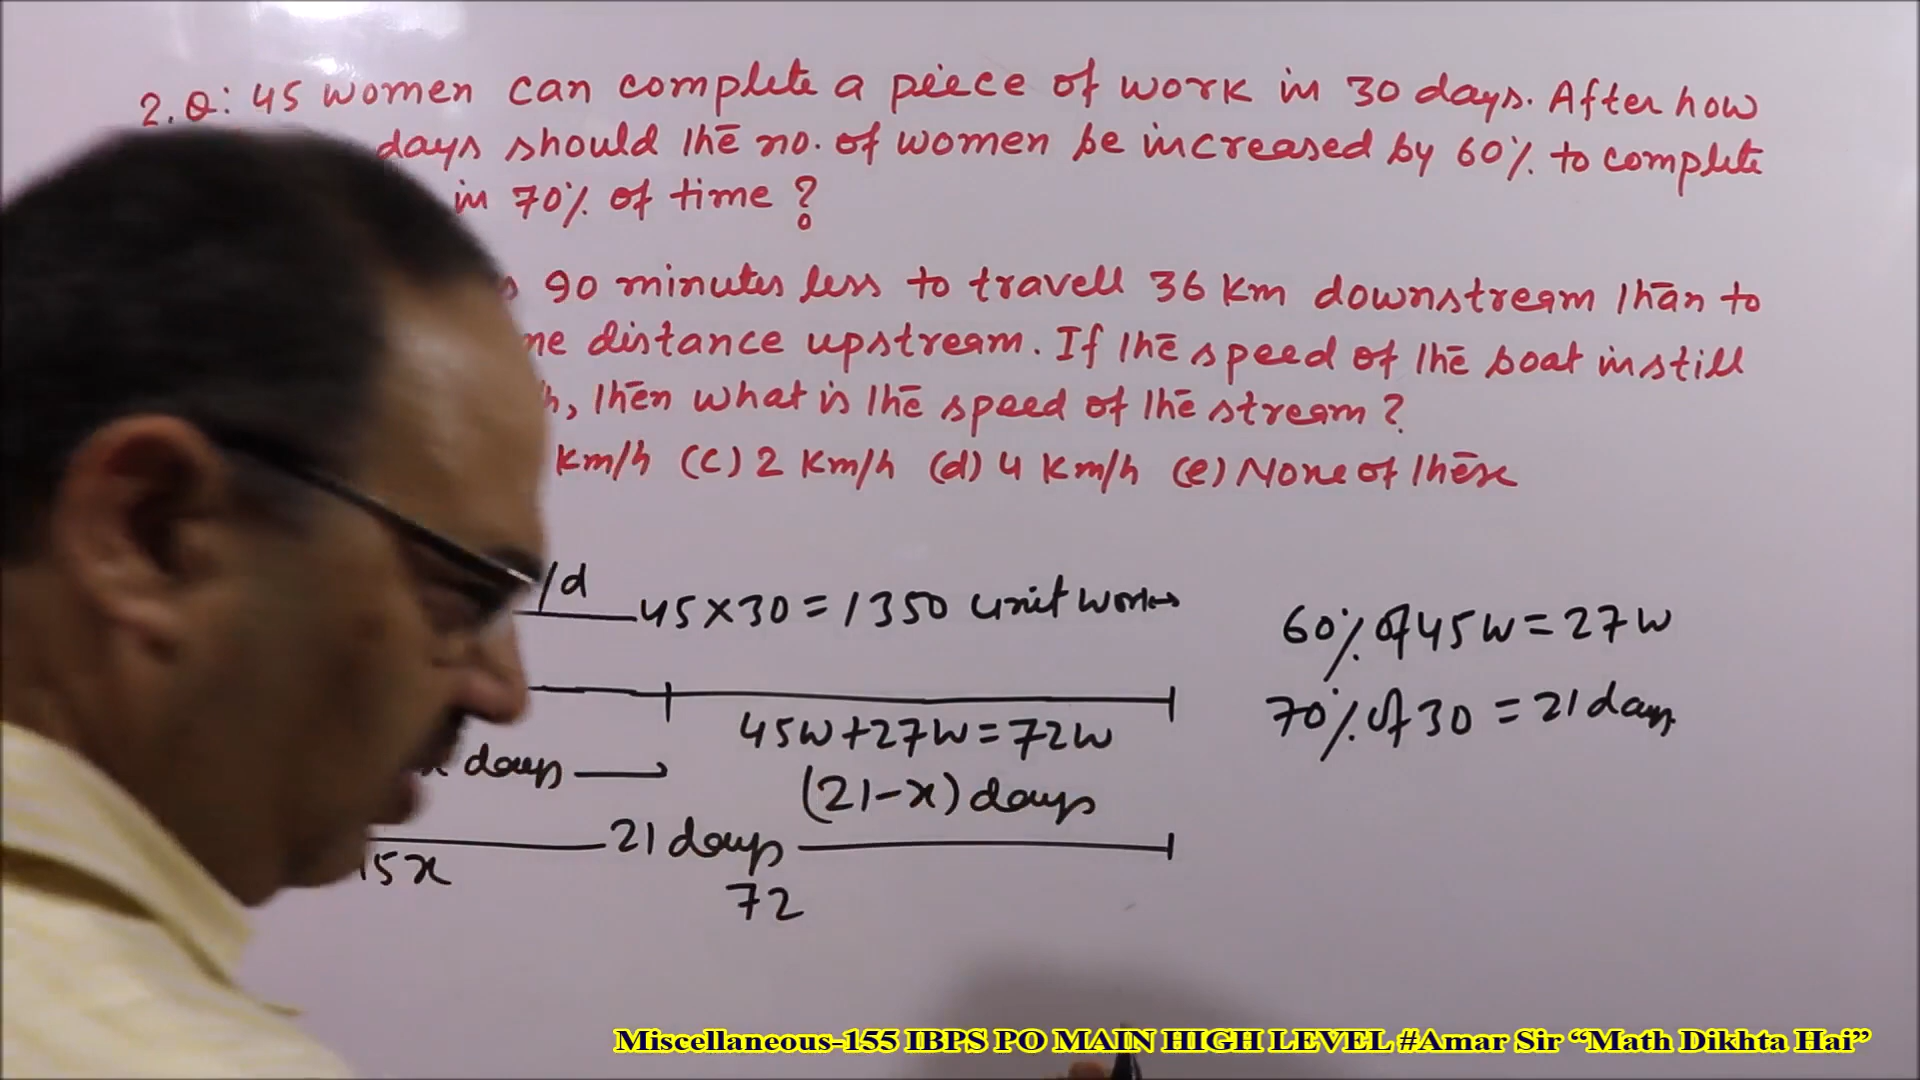 2.Q: 45 women can complete a piece of work in 30 days. After how
days should the no. of women be increased by 60% to complete
in 70% of time?
90 minutes less to travell 36 Km downstream than to
distance upstream. If the speed of the boat in still
then what is the speed of the stream?
Km/h (c) 2 Km/h (d) 4 Km/h (e) None of these
/d
45×30=1350 unit work
60% of 45w=27w
70% of 30=21 days
45w+27w=72w
days
(21-x) days
21 days
5x
72
Miscellaneous-155 IBPS PO MAIN HIGH LEVEL #Amar Sir “Math Dikhta Hai”